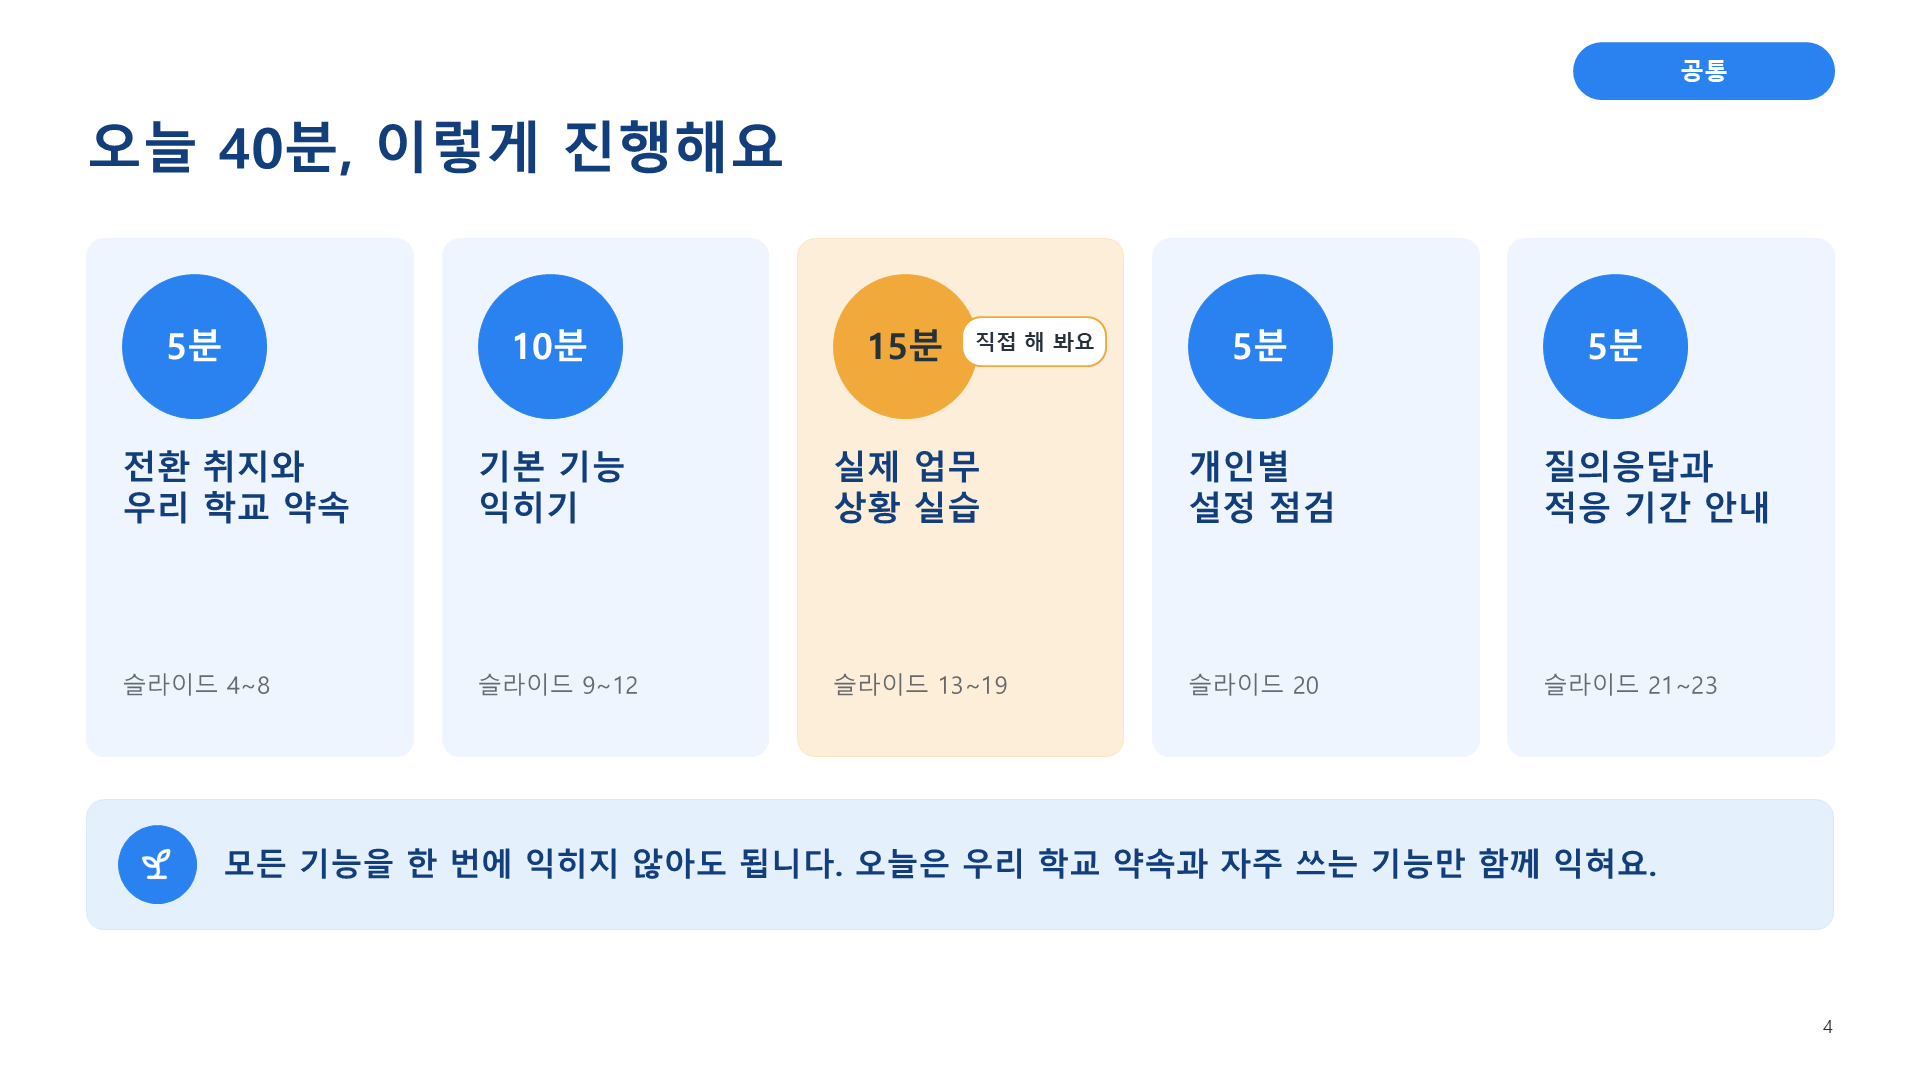 공통
오늘 40분, 이렇게 진행해요
5분
전환 취지와
우리 학교 약속
슬라이드 4~8
10분
기본 기능
익히기
슬라이드 9~12
15분
직접 해 봐요
실제 업무
상황 실습
슬라이드 13~19
5분
개인별
설정 점검
슬라이드 20
5분
질의응답과
적응 기간 안내
슬라이드 21~23
모든 기능을 한 번에 익히지 않아도 됩니다. 오늘은 우리 학교 약속과 자주 쓰는 기능만 함께 익혀요.
4